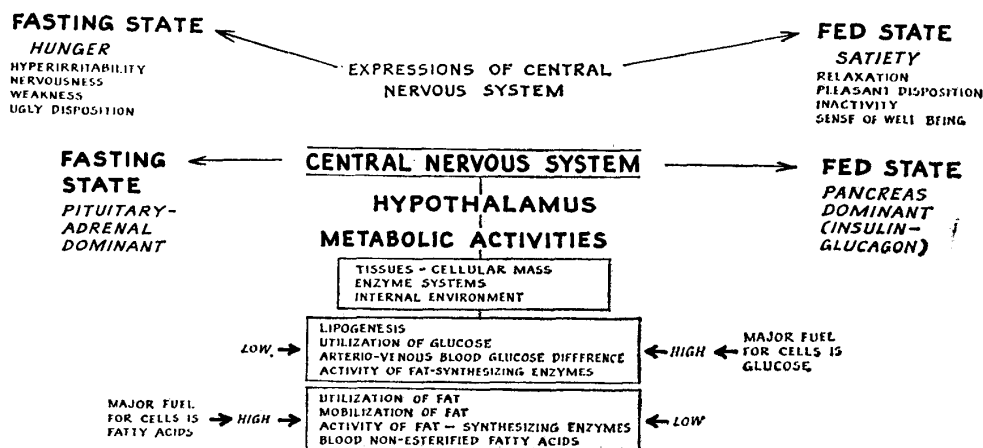 FASTING STATE
HUNGER
HYPERIRRITABILITY
NERVOUSNESS
WEAKNESS
UGLY DISPOSITION
EXPRESSIONS OF CENTRAL
NERVOUS SYSTEM
FED STATE
SATIETY
RELAXATION
PLEASANT DISPOSITION
INACTIVITY
SENSE OF WELL BEING
FASTING
STATE
PITUITARY-
ADRENAL
DOMINANT
CENTRAL NERVOUS SYSTEM
HYPOTHALAMUS
METABOLIC ACTIVITIES
FED STATE
PANCREAS
DOMINANT
(INSULIN-
GLUCAGON)
TISSUES - CELLULAR MASS
ENZYME SYSTEMS
INTERNAL ENVIRONMENT
LOW
LIPOGENESIS
UTILIZATION OF GLUCOSE
ARTERIO-VENOUS BLOOD GLUCOSE DIFFERENCE
ACTIVITY OF FAT-SYNTHESIZING ENZYMES
HIGH
MAJOR FUEL
FOR CELLS IS
GLUCOSE
MAJOR FUEL
FOR CELLS IS
FATTY ACIDS
HIGH
UTILIZATION OF FAT
MOBILIZATION OF FAT
ACTIVITY OF FAT - SYNTHESIZING ENZYMES
BLOOD NON-ESTERIFIED FATTY ACIDS
LOW